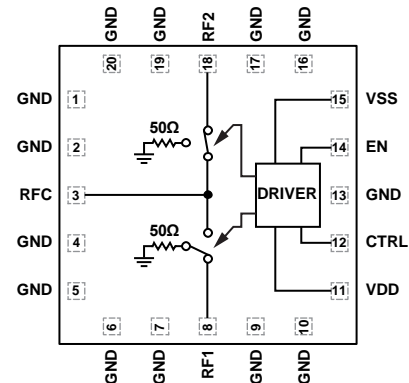 GND GND RF2 GND GND
20 19 18 17 16
GND 1 15 VSS
50Ω
GND 2 14 EN
RFC 3 DRIVER 13 GND
50Ω
GND 4 12 CTRL
GND 5 11 VDD
6 7 8 9 10
GND GND RF1 GND GND